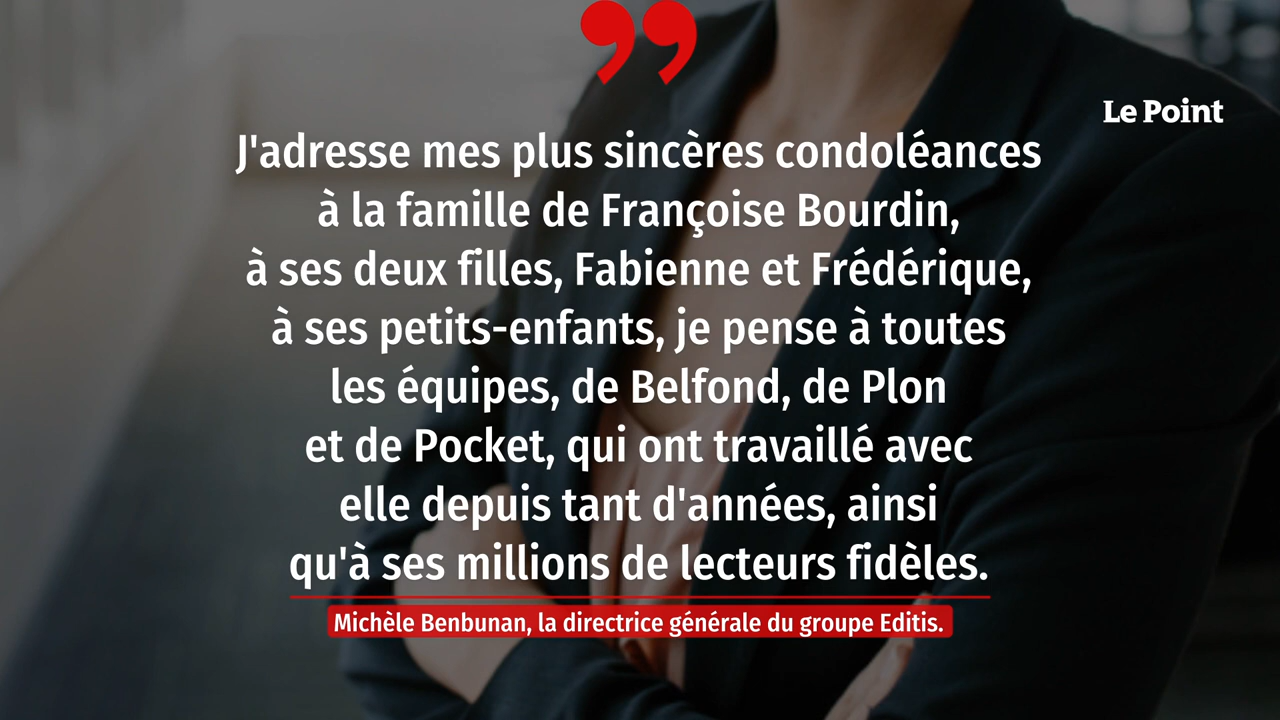 ”
Le Point
J'adresse mes plus sincères condoléances
à la famille de Françoise Bourdin,
à ses deux filles, Fabienne et Frédérique,
à ses petits-enfants, je pense à toutes
les équipes, de Belfond, de Plon
et de Pocket, qui ont travaillé avec
elle depuis tant d'années, ainsi
qu'à ses millions de lecteurs fidèles.
Michèle Benbunan, la directrice générale du groupe Editis.